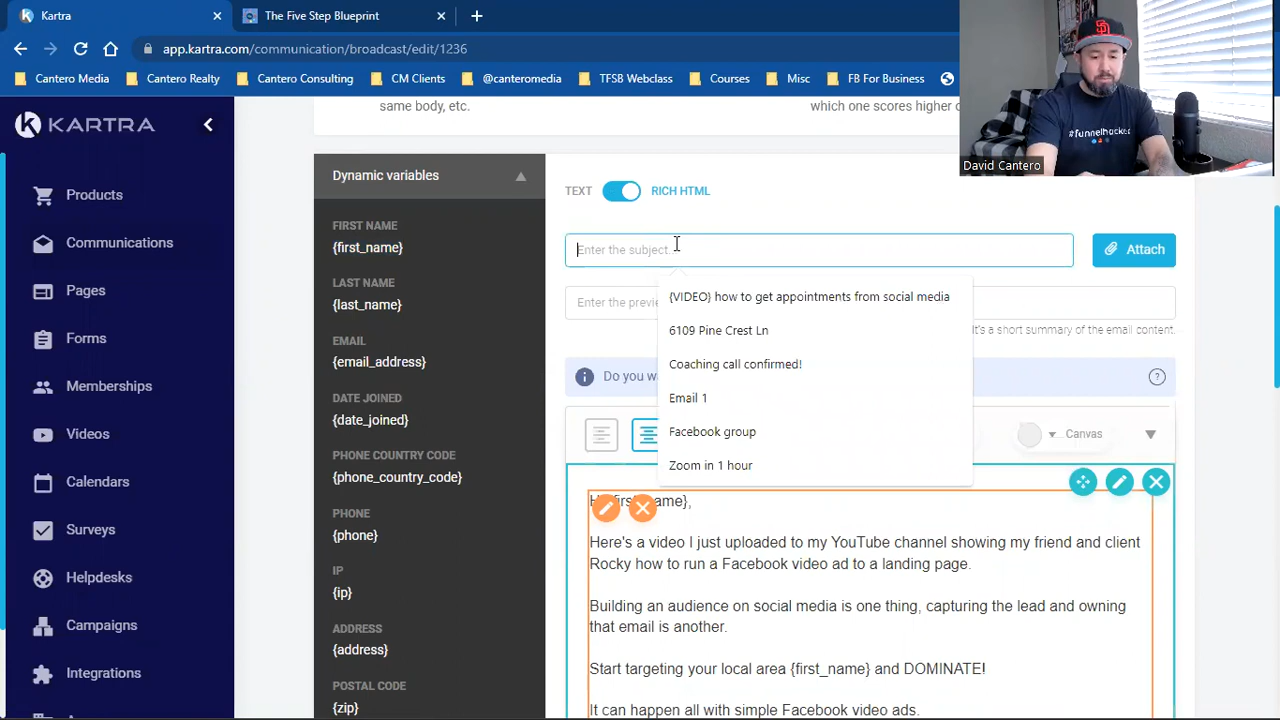 Kartra
The Five Step Blueprint
app.kartra.com/communication/broadcast/edit/1236
Cantero Media
Cantero Realty
Cantero Consulting
CM Clients
@canteromedia
TFSB Webclass
Courses
Misc
FB For Business
David Cantero
#funnelhacker
KARTRA
Products
Communications
Pages
Forms
Memberships
Videos
Calendars
Surveys
Helpdesks
Campaigns
Integrations
same body, etc.
which one scores higher
Dynamic variables
FIRST NAME
{first_name}
LAST NAME
{last_name}
EMAIL
{email_address}
DATE JOINED
{date_joined}
PHONE COUNTRY CODE
{phone_country_code}
PHONE
{phone}
IP
{ip}
ADDRESS
{address}
POSTAL CODE
{zip}
TEXT
RICH HTML
Enter the subject...
Attach
Enter the previe
It's a short summary of the email content.
{VIDEO} how to get appointments from social media
6109 Pine Crest Ln
Coaching call confirmed!
Email 1
Facebook group
Zoom in 1 hour
Do you w
Canvas
Here's a video I just uploaded to my YouTube channel showing my friend and client
Rocky how to run a Facebook video ad to a landing page.
Building an audience on social media is one thing, capturing the lead and owning
that email is another.
Start targeting your local area {first_name} and DOMINATE!
It can happen all with simple Facebook video ads.